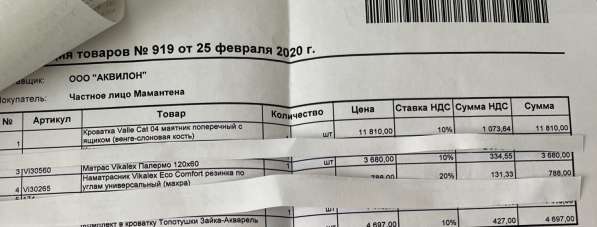 товаров № 919 от 25 февраля 2020 г.
ООО "АКВИЛОН"
Частное лицо Мамантена
№ Артикул Товар Количество Цена Ставка НДС Сумма НДС Сумма
Кроватка Valle Cat 04 маятник поперечный с
1 ящиком (венге-слоновая кость) шт 11 810,00 10% 1 073,64 11 810,00
3 VI30560 Матрас Vikalex Палермо 120х60 1 шт 3 680,00 10% 334,55 3 680,00
Наматрасник Vikalex Eco Comfort резинка по
4 VI30265 углам универсальный (махра) 788,00 20% 131,33 788,00
в кроватку Топотушки Зайка-Акварель шт 4 697,00 10% 427,00 4 697,00